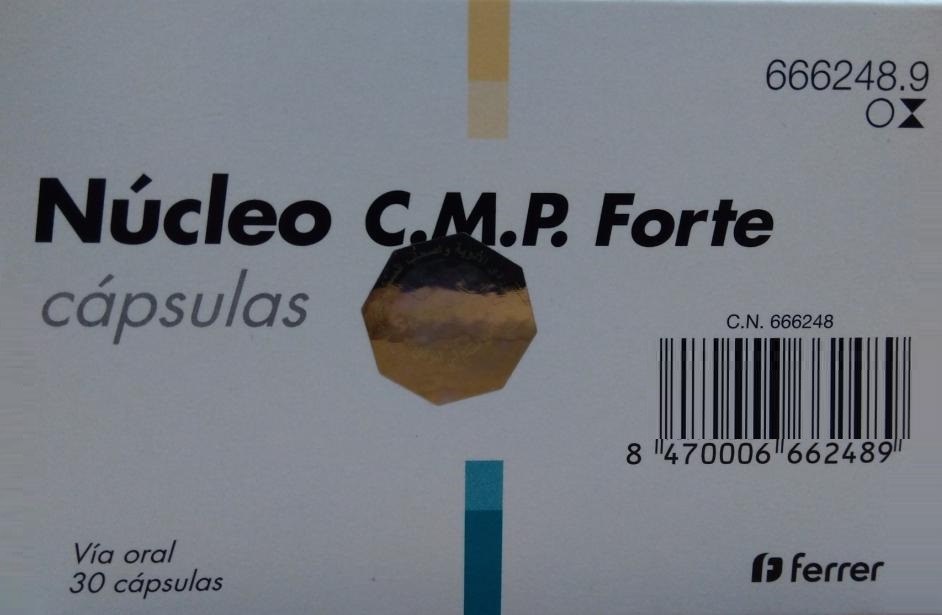 666248.9
Núcleo C.M.P. Forte
cápsulas
C.N. 666248
8 470006 662489
Vía oral
30 cápsulas
ferrer